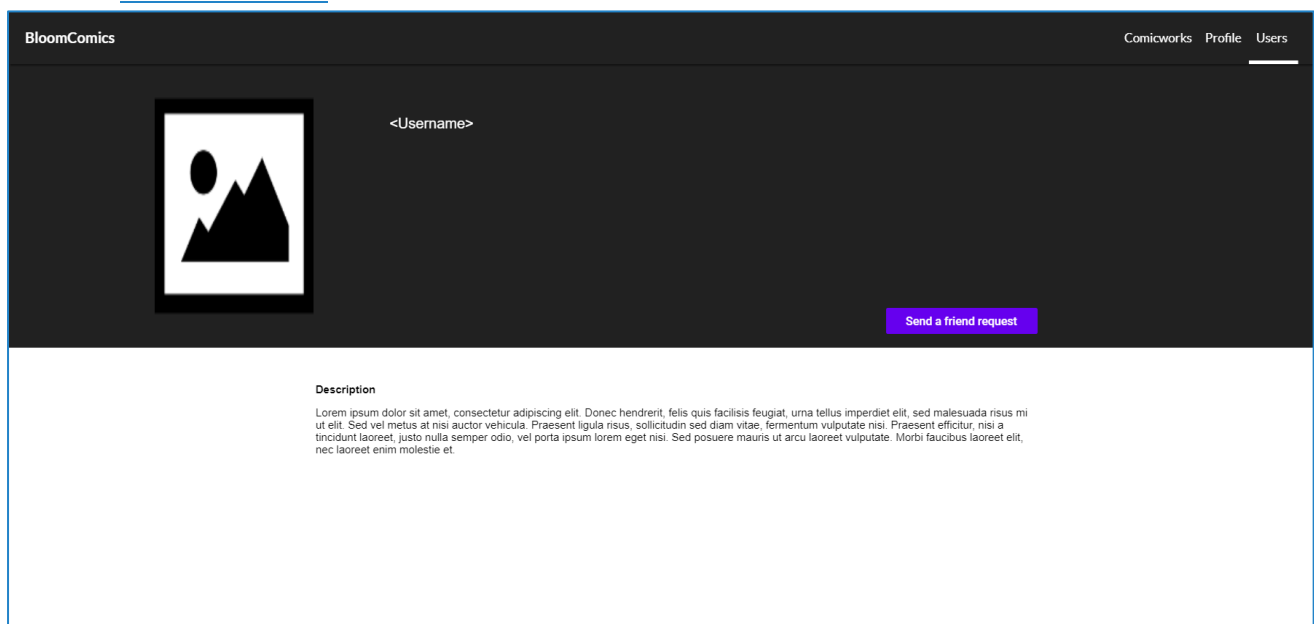 BloomComics
Comicworks Profile Users
<Username>
Send a friend request
Description
Lorem ipsum dolor sit amet, consectetur adipiscing elit. Donec hendrerit, felis quis facilisis feugiat, urna tellus imperdiet elit, sed malesuada risus mi
ut elit. Sed vel metus at nisi auctor vehicula. Praesent ligula risus, sollicitudin sed diam vitae, fermentum vulputate nisi. Praesent efficitur, nisi a
tincidunt laoreet, justo nulla semper odio, vel porta ipsum lorem eget nisi. Sed posuere mauris ut arcu laoreet vulputate. Morbi faucibus laoreet elit,
nec laoreet enim molestie et.